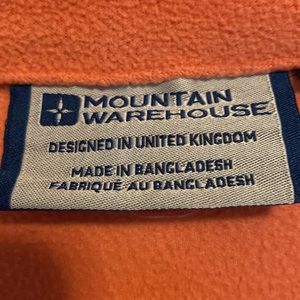 MOUNTAIN
WAREHOUSE
DESIGNED IN UNITED KINGDOM
MADE IN BANGLADESH
FABRIQUÉ AU BANGLADESH